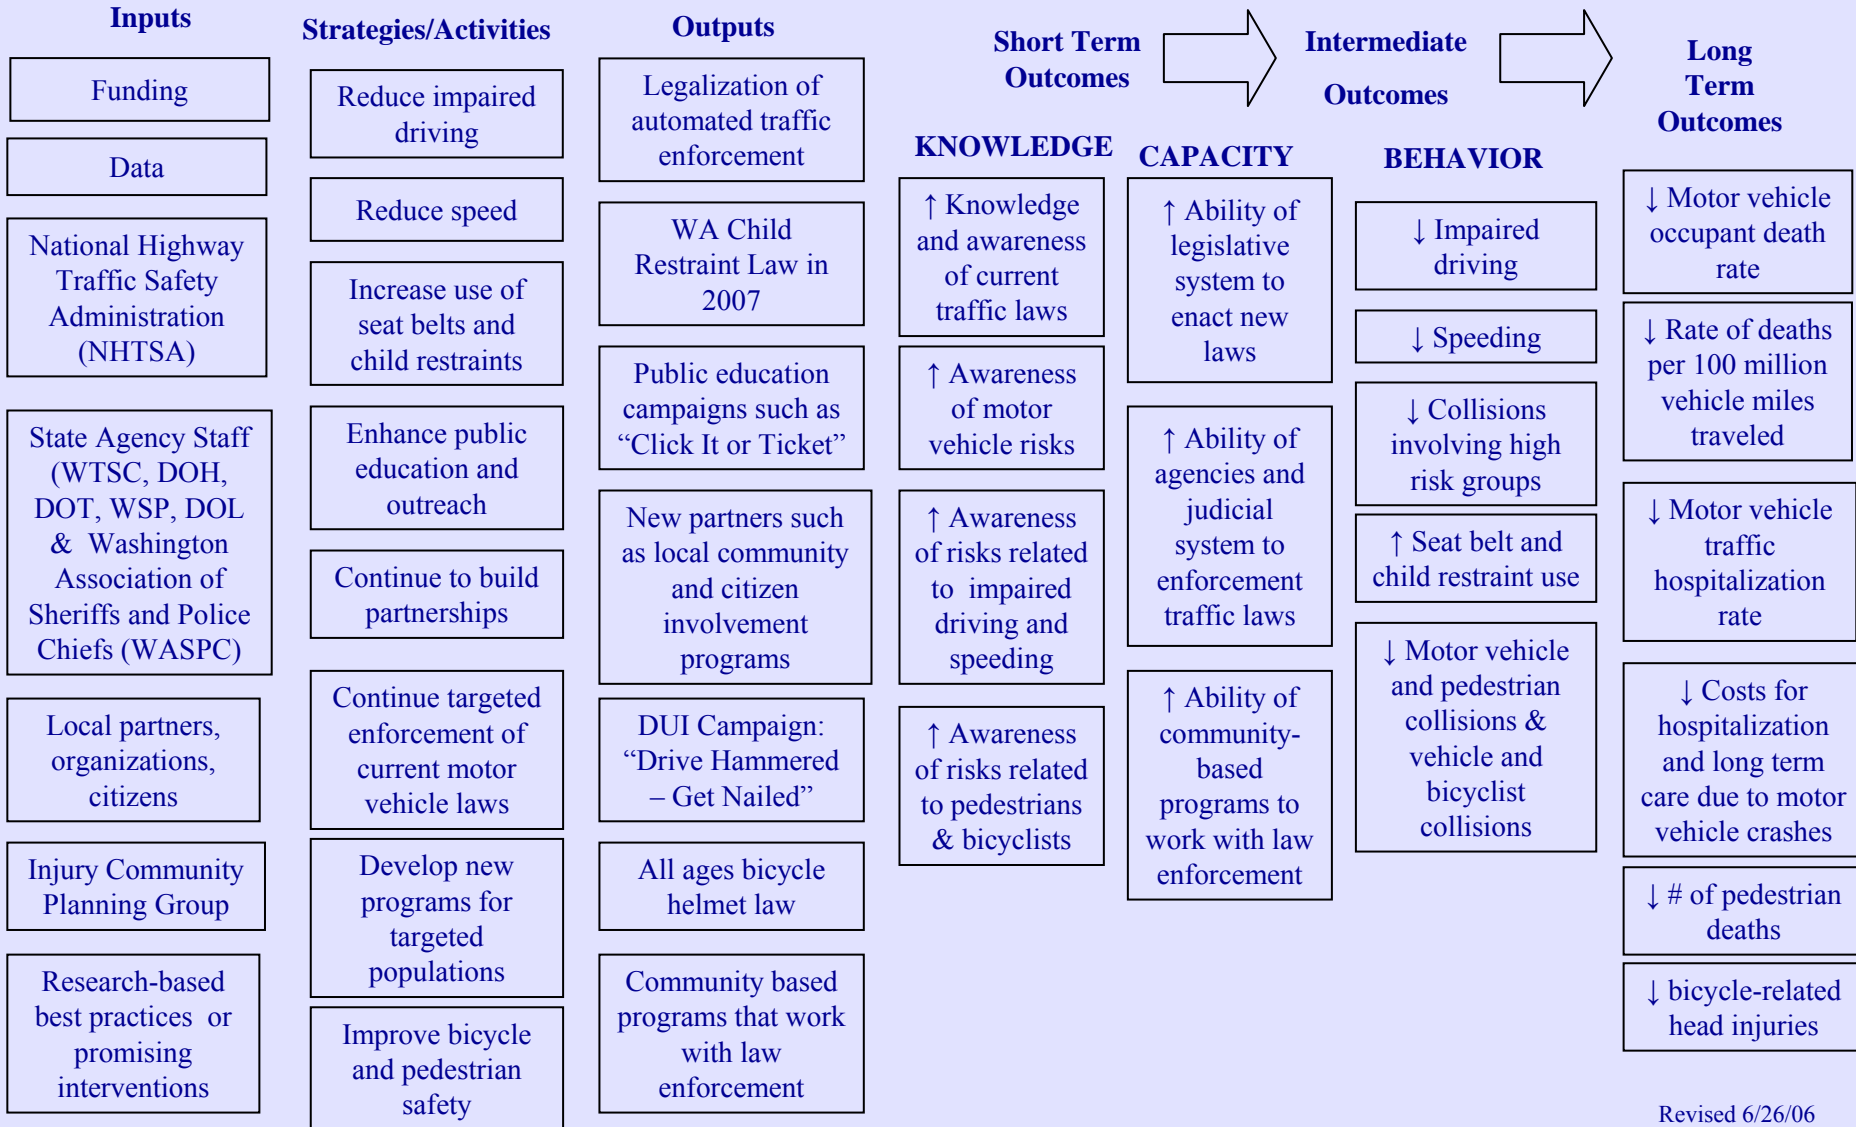 Inputs
Funding
Data
National Highway
Traffic Safety
Administration
(NHTSA)
State Agency Staff
(WTSC, DOH,
DOT, WSP, DOL
& Washington
Association of
Sheriffs and Police
Chiefs (WASPC)
Local partners,
organizations,
citizens
Injury Community
Planning Group
Research-based
best practices or
promising
interventions
Strategies/Activities
Reduce impaired
driving
Reduce speed
Increase use of
seat belts and
child restraints
Enhance public
education and
outreach
Continue to build
partnerships
Continue targeted
enforcement of
current motor
vehicle laws
Develop new
programs for
targeted
populations
Improve bicycle
and pedestrian
safety
Outputs
Legalization of
automated traffic
enforcement
WA Child
Restraint Law in
2007
Public education
campaigns such as
“Click It or Ticket”
New partners such
as local community
and citizen
involvement
programs
DUI Campaign:
“Drive Hammered
– Get Nailed”
All ages bicycle
helmet law
Community based
programs that work
with law
enforcement
Short Term
Outcomes
KNOWLEDGE
↑ Knowledge
and awareness
of current
traffic laws
↑ Awareness
of motor
vehicle risks
↑ Awareness
of risks related
to impaired
driving and
speeding
↑ Awareness
of risks related
to pedestrians
& bicyclists
CAPACITY
↑ Ability of
legislative
system to
enact new
laws
↑ Ability of
agencies and
judicial
system to
enforcement
traffic laws
↑ Ability of
community-
based
programs to
work with law
enforcement
Intermediate
Outcomes
BEHAVIOR
↓ Impaired
driving
↓ Speeding
↓ Collisions
involving high
risk groups
↑ Seat belt and
child restraint use
↓ Motor vehicle
and pedestrian
collisions &
vehicle and
bicyclist
collisions
Long
Term
Outcomes
↓ Motor vehicle
occupant death
rate
↓ Rate of deaths
per 100 million
vehicle miles
traveled
↓ Motor vehicle
traffic
hospitalization
rate
↓ Costs for
hospitalization
and long term
care due to motor
vehicle crashes
↓ # of pedestrian
deaths
↓ bicycle-related
head injuries
Revised 6/26/06